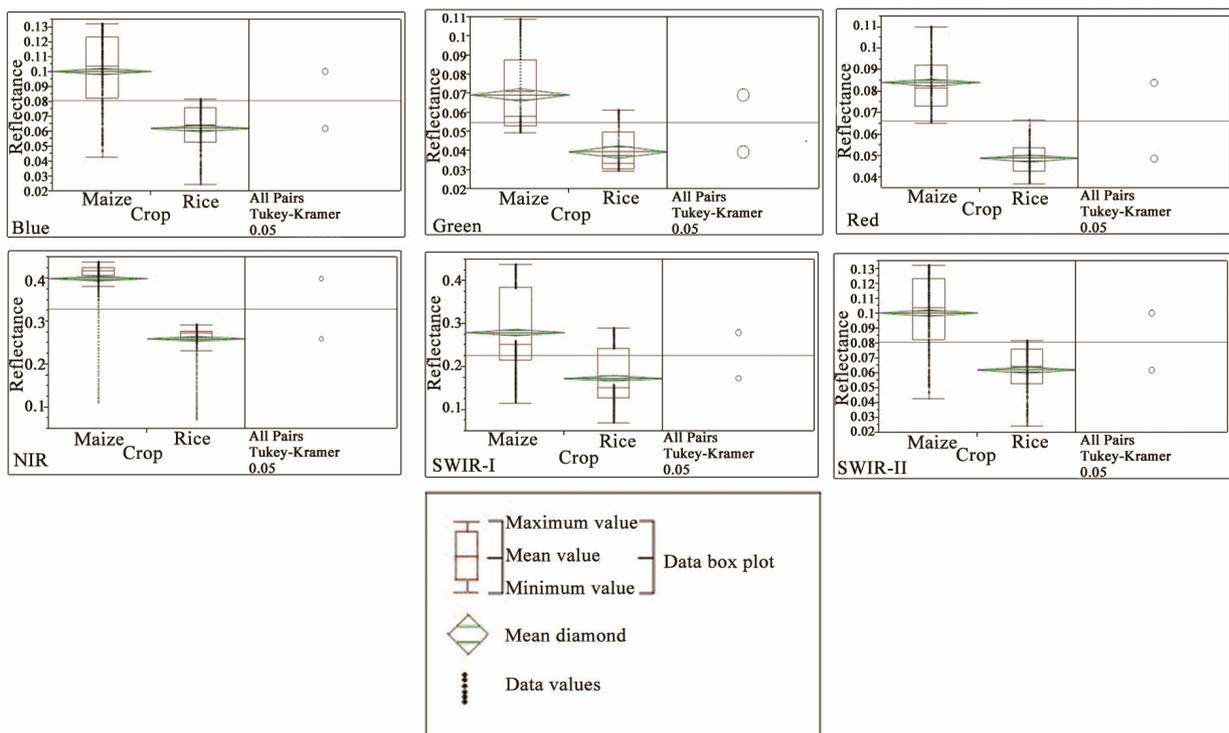 0.13
0.12
0.11
0.1
0.09
0.08
0.07
0.06
0.05
0.04
0.03
0.02
Reflectance
Maize
Rice
Crop
All Pairs
Tukey-Kramer
0.05
Blue
0.11
0.10
0.09
0.08
0.07
0.06
0.05
0.04
0.03
0.02
Reflectance
Maize
Rice
Crop
All Pairs
Tukey-Kramer
0.05
Green
0.11
0.09
0.08
0.07
0.06
0.05
0.04
Reflectance
Maize
Rice
Crop
All Pairs
Tukey-Kramer
0.05
Red
0.4
0.3
0.2
0.1
Reflectance
Maize
Rice
Crop
All Pairs
Tukey-Kramer
0.05
NIR
0.4
0.3
0.2
0.1
Reflectance
Maize
Rice
Crop
All Pairs
Tukey-Kramer
0.05
SWIR-I
0.13
0.12
0.11
0.1
0.09
0.08
0.07
0.06
0.05
0.04
0.03
0.02
Reflectance
Maize
Rice
Crop
All Pairs
Tukey-Kramer
0.05
SWIR-II
Maximum value
Mean value
Minimum value
Data box plot
Mean diamond
Data values